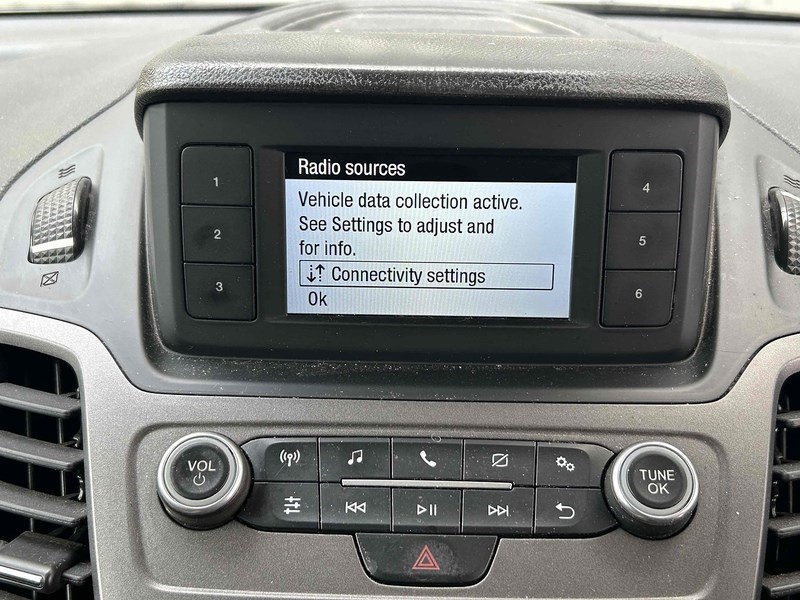 Radio sources
Vehicle data collection active.
See Settings to adjust and
for info.
Connectivity settings
Ok
1
2
3
4
5
6
VOL
TUNE
OK